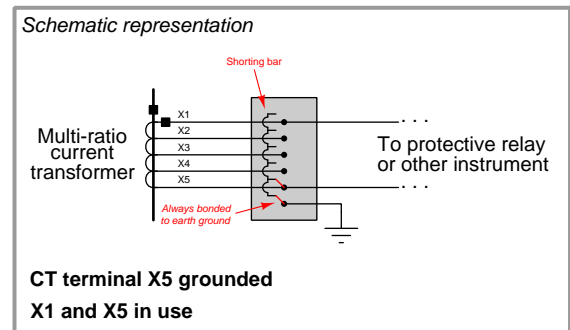 Schematic representation
Shorting bar
X1
X2
X3
X4
X5
Multi-ratio
current
transformer
To protective relay
or other instrument
. . .
. . .
Always bonded
to earth ground
CT terminal X5 grounded
X1 and X5 in use